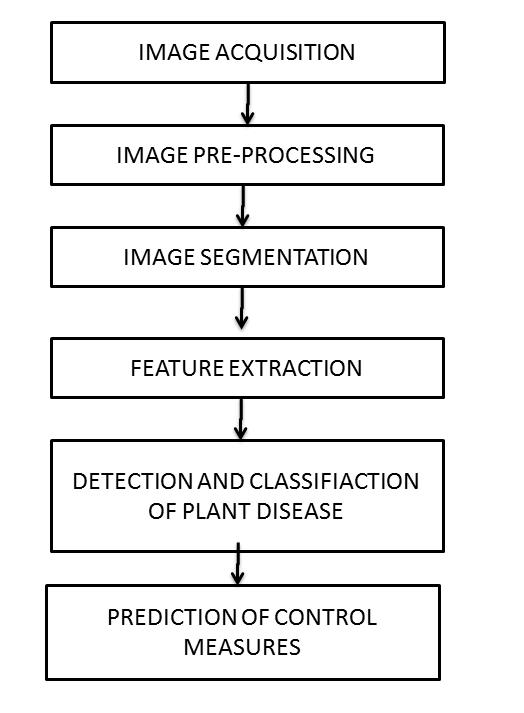 IMAGE ACQUISITION
IMAGE PRE-PROCESSING
IMAGE SEGMENTATION
FEATURE EXTRACTION
DETECTION AND CLASSIFIACTION
OF PLANT DISEASE
PREDICTION OF CONTROL
MEASURES